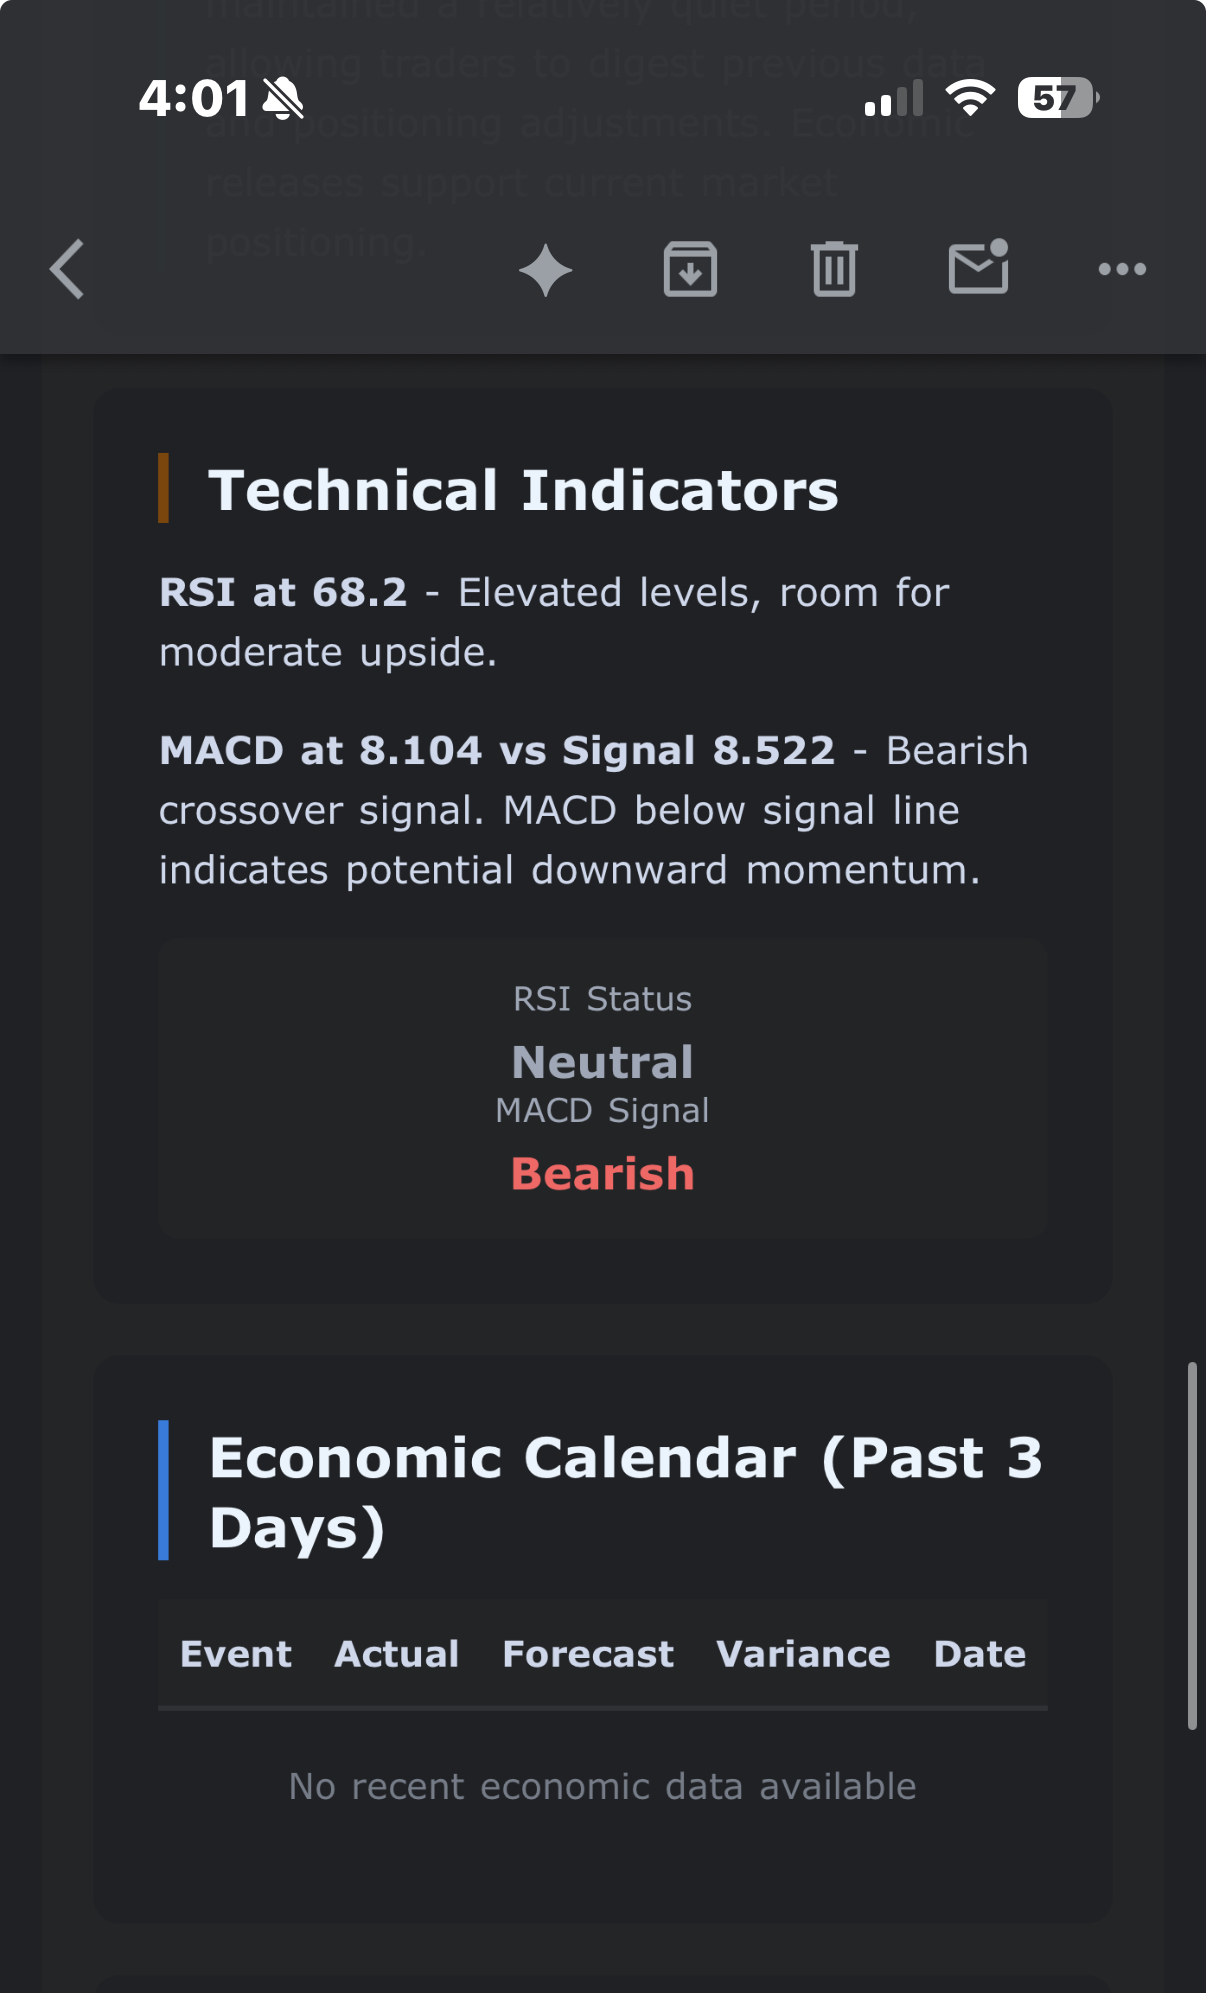 maintained a relatively quiet period,
allowing traders to digest previous data
4:01
57
and positioning adjustments. Economic
releases support current market
positioning.
Technical Indicators
RSI at 68.2 - Elevated levels, room for
moderate upside.
MACD at 8.104 vs Signal 8.522 - Bearish
crossover signal. MACD below signal line
indicates potential downward momentum.
RSI Status
Neutral
MACD Signal
Bearish
Economic Calendar (Past 3
Days)
Event Actual Forecast Variance Date
No recent economic data available